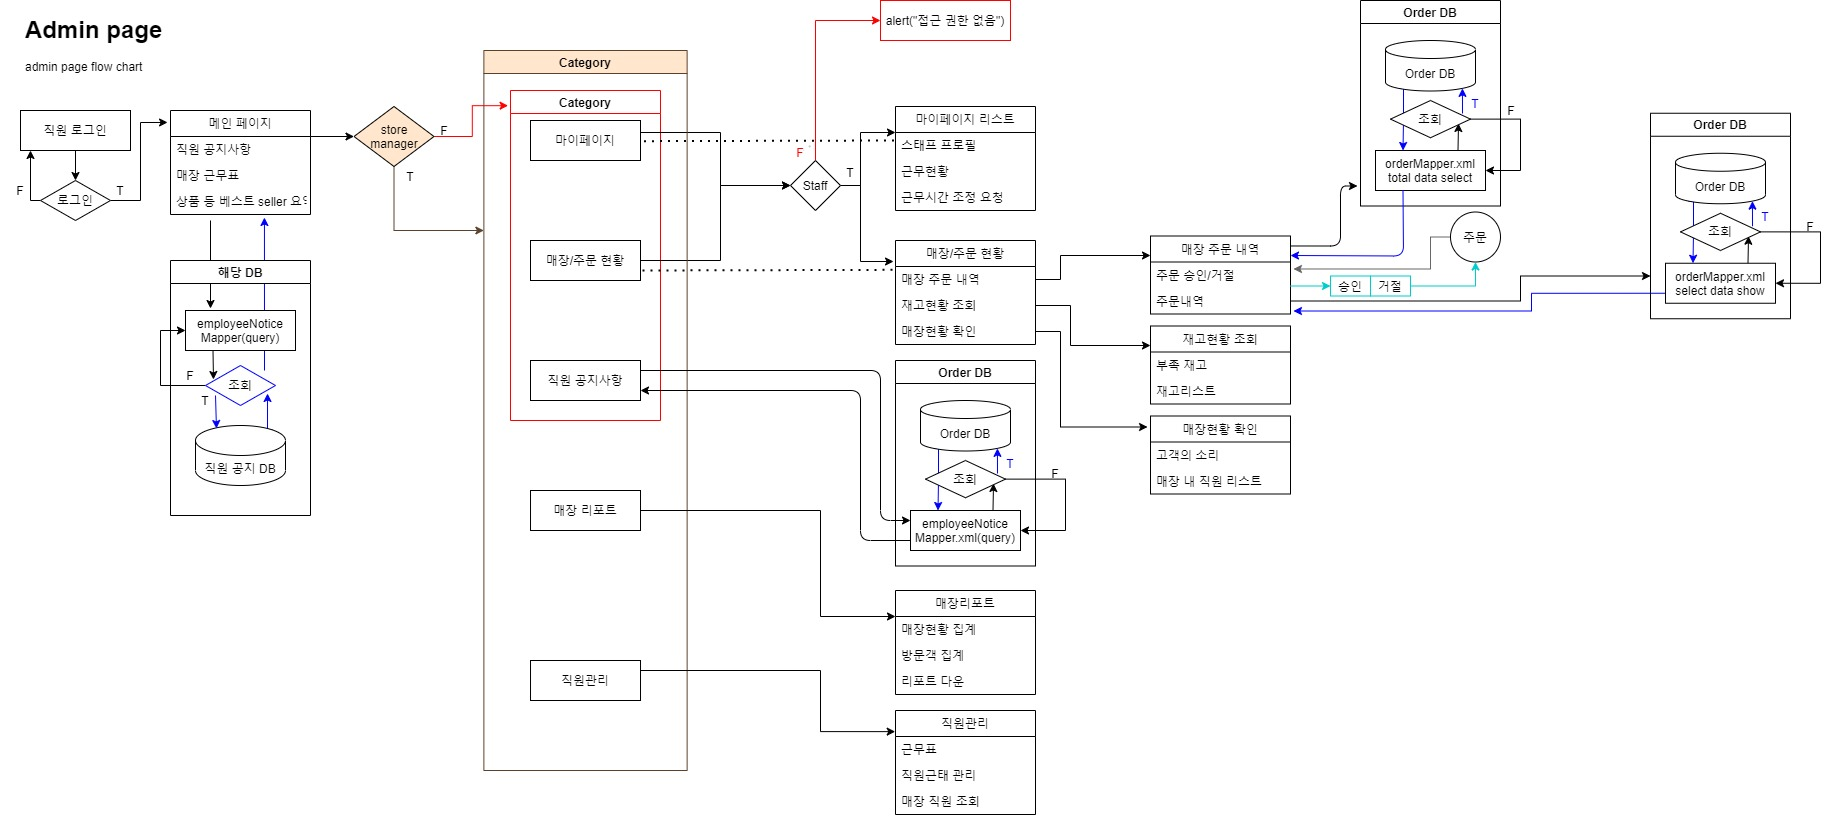 Admin page
admin page flow chart
직원 로그인
로그인
F
T
메인 페이지
직원 공지사항
매장 근무표
상품 등 베스트 seller 요약
해당 DB
employeeNotice
Mapper(query)
F
조회
T
직원 공지 DB
store
manager
F
T
Category
Category
마이페이지
매장/주문 현황
직원 공지사항
매장 리포트
직원관리
alert("접근 권한 없음")
F
Staff
T
마이페이지 리스트
스태프 프로필
근무현황
근무시간 조정 요청
매장/주문 현황
매장 주문 내역
재고현황 조회
매장현황 확인
Order DB
Order DB
T
조회
F
employeeNotice
Mapper.xml(query)
매장리포트
매장현황 집계
방문객 집계
리포트 다운
직원관리
근무표
직원근태 관리
매장 직원 조회
매장 주문 내역
주문 승인/거절
주문내역
승인
거절
주문
재고현황 조회
부족 재고
재고리스트
매장현황 확인
고객의 소리
매장 내 직원 리스트
Order DB
Order DB
T
F
조회
orderMapper.xml
total data select
Order DB
Order DB
T
F
조회
orderMapper.xml
select data show